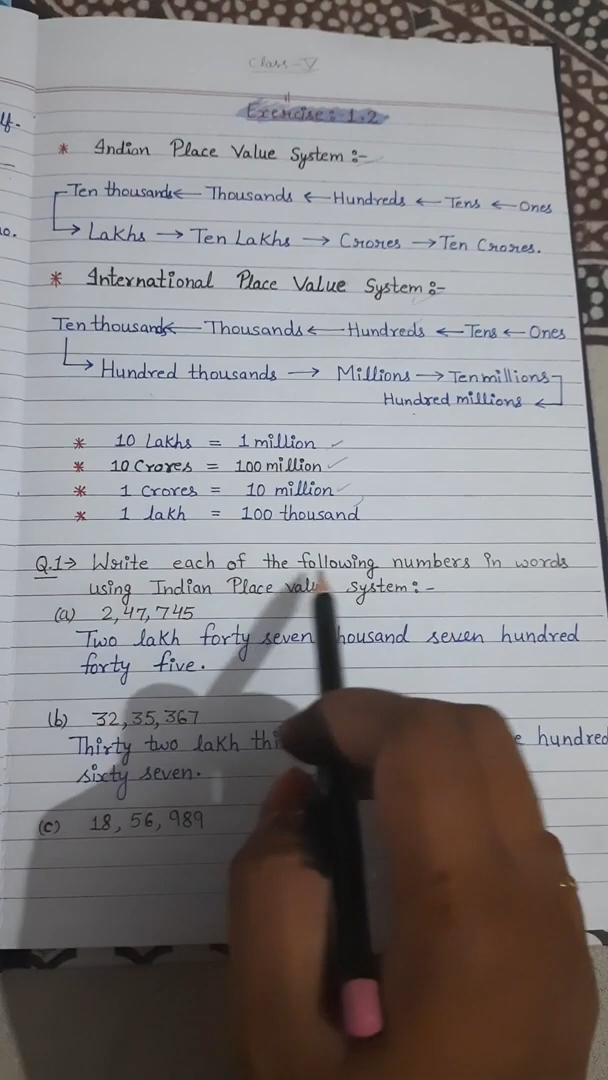 Class-V
Exercise: 1.2
* Indian Place Value System :-
Ten thousands ← Thousands ← Hundreds ← Tens ← Ones
→ Lakhs → Ten Lakhs → Crores → Ten Crores.
* International Place Value System :-
Ten thousands ← Thousands ← Hundreds ← Tens ← Ones
→ Hundred thousands → Millions → Ten millions
Hundred millions ←
* 10 Lakhs = 1 million ✓
* 10 Crores = 100 million ✓
* 1 crores = 10 million ✓
* 1 lakh = 100 thousand
Q.1→ Write each of the following numbers in words
using Indian Place system :-
(a) 2,47,745
Two lakh forty seven seven hundred
forty five.
(b) 32,35,367
Thirty two lakh hundred
sixty seven.
(c) 18, 56, 989